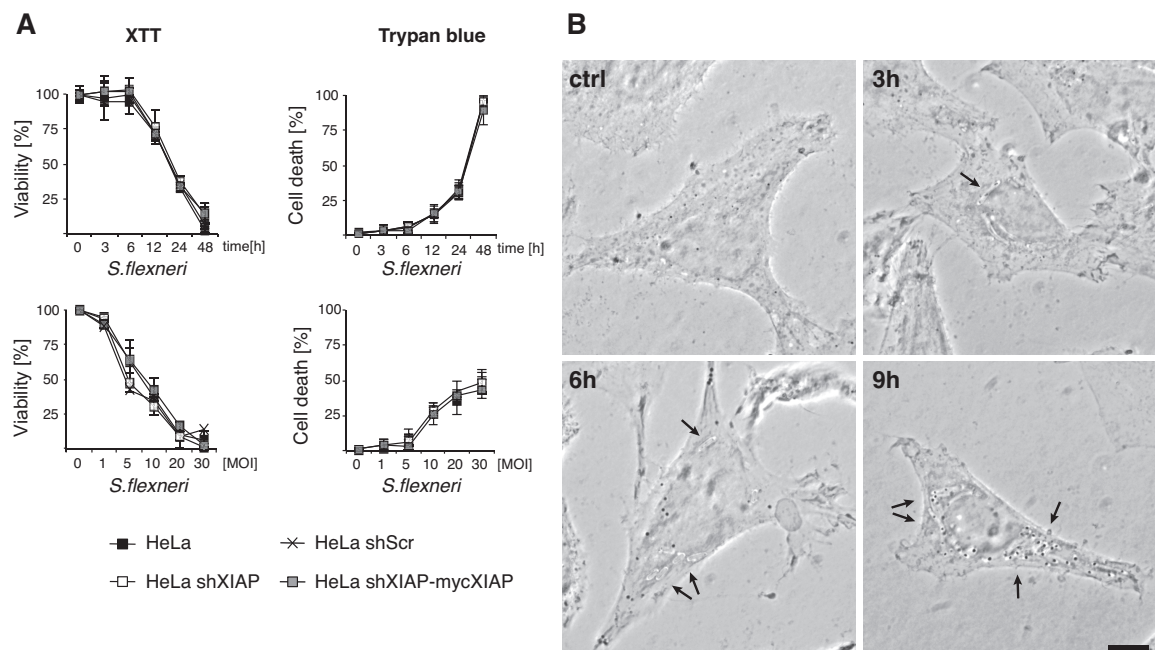 A
B
XTT
Trypan blue
Viability [%]
100
75
50
25
0 3 6 12 24 48 time[h]
S.flexneri
Cell death [%]
100
75
50
25
0 3 6 12 24 48 time[h]
S.flexneri
Viability [%]
100
75
50
25
0 1 5 10 20 30 [MOI]
S.flexneri
Cell death [%]
100
75
50
25
0 1 5 10 20 30 [MOI]
S.flexneri
HeLa
HeLa shScr
HeLa shXIAP
HeLa shXIAP-mycXIAP
ctrl
3h
6h
9h